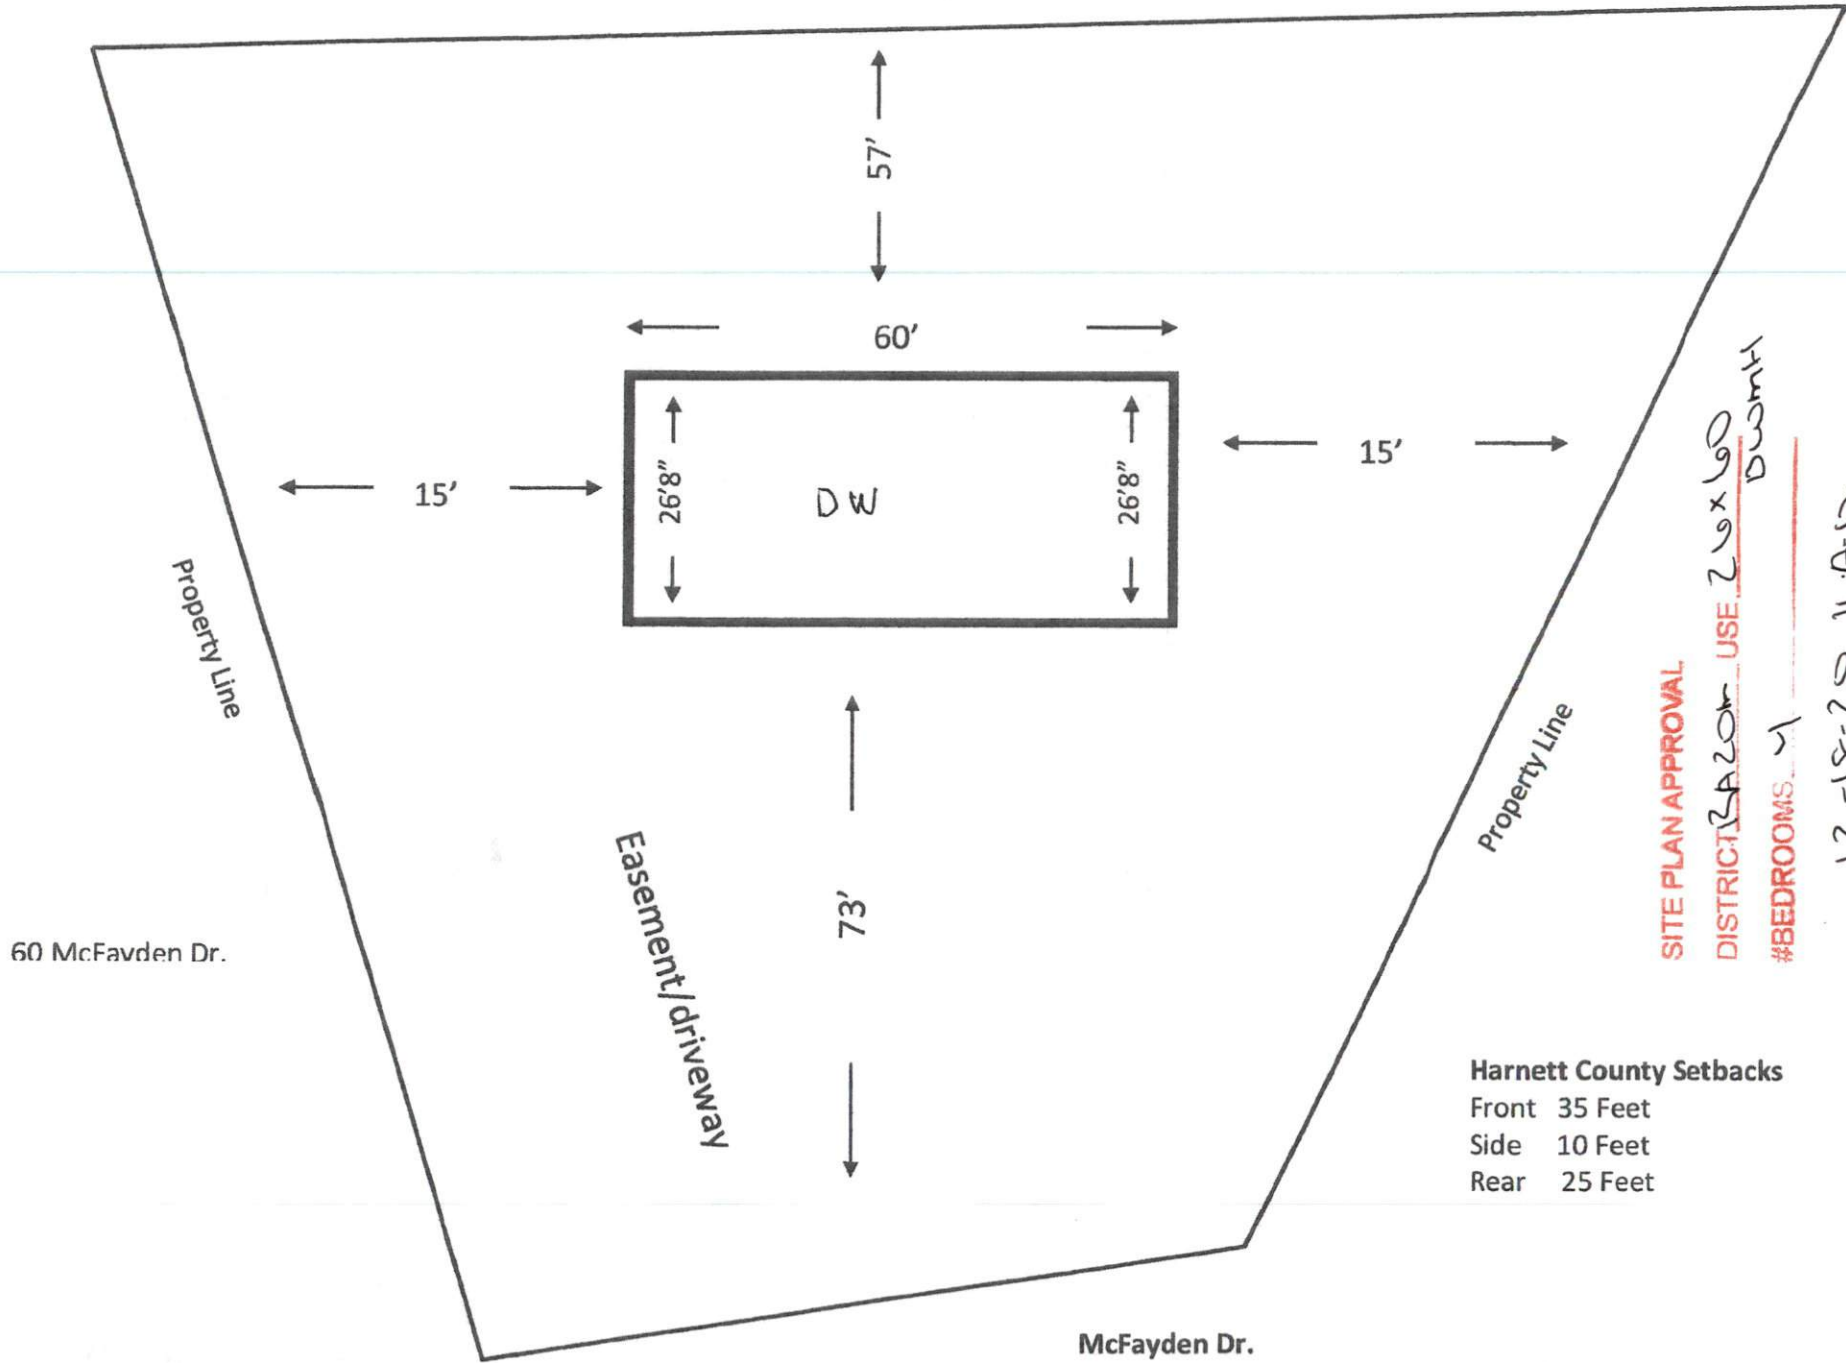 57'
60'
15'
26'8"
DW
26'8"
15'
Property Line
Easement/driveway
73'
Property Line
60 McFayden Dr.
SITE PLAN APPROVAL
DISTRICT RA20M USE 26x60
DWMH
#BEDROOMS 4
Harnett County Setbacks
Front 35 Feet
Side 10 Feet
Rear 25 Feet
McFayden Dr.